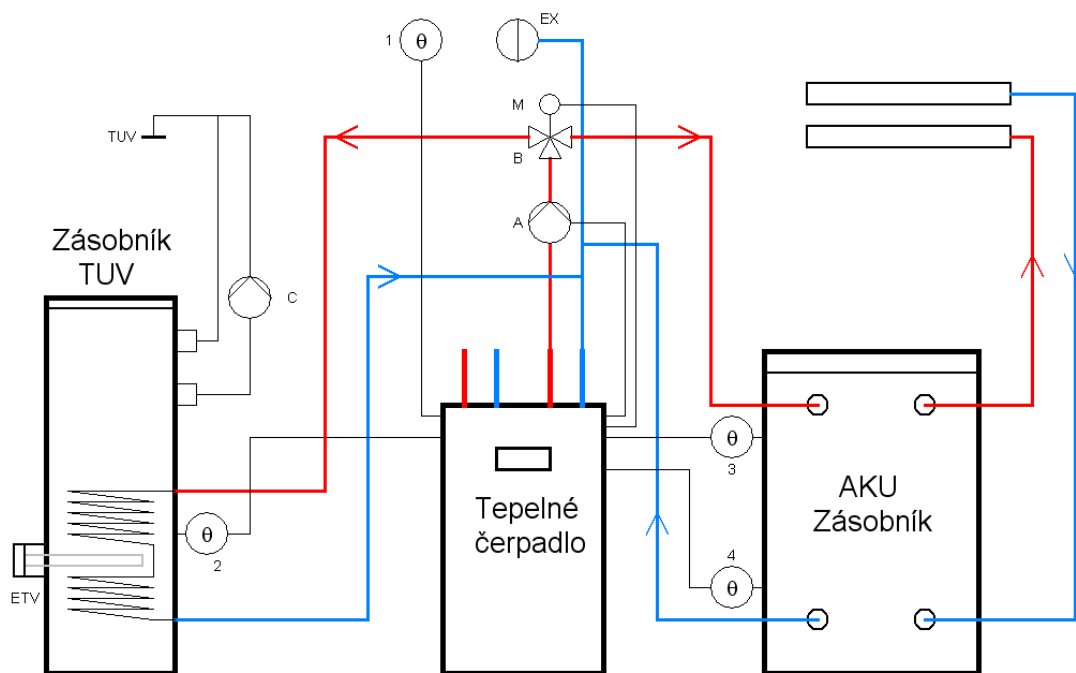 1
θ
EX
M
TUV
B
A
Zásobník
TUV
C
θ
3
θ
2
ETV
Tepelné
čerpadlo
AKU
Zásobník
4
θ